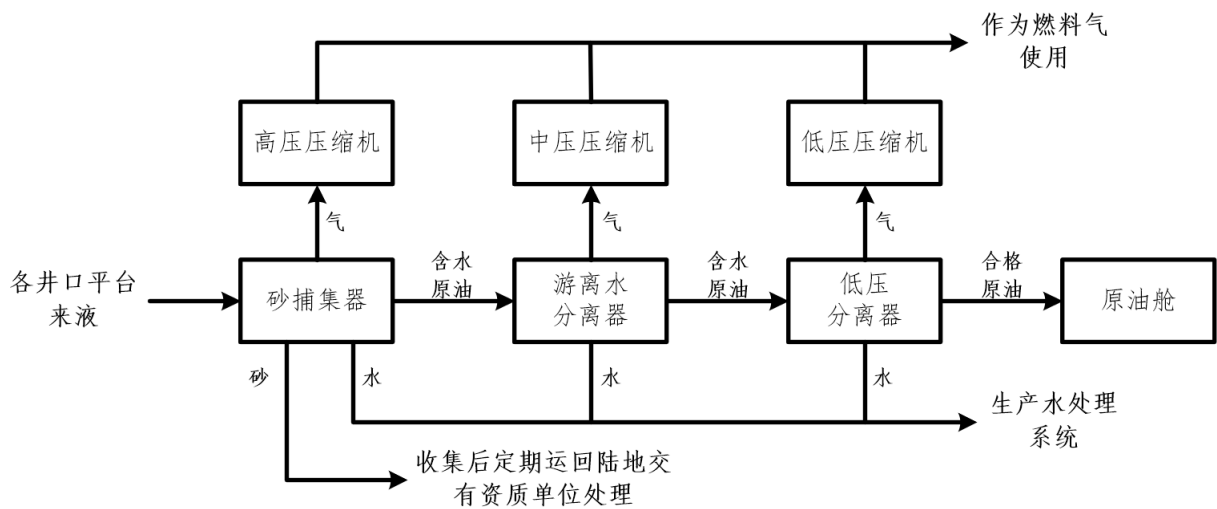 作为燃料气
使用
高压压缩机
中压压缩机
低压压缩机
气
气
气
各井口平台
来液
砂捕集器
含水
原油
游离水
分离器
含水
原油
低压
分离器
合格
原油
原油舱
砂
水
水
水
生产水处理
系统
收集后定期运回陆地交
有资质单位处理